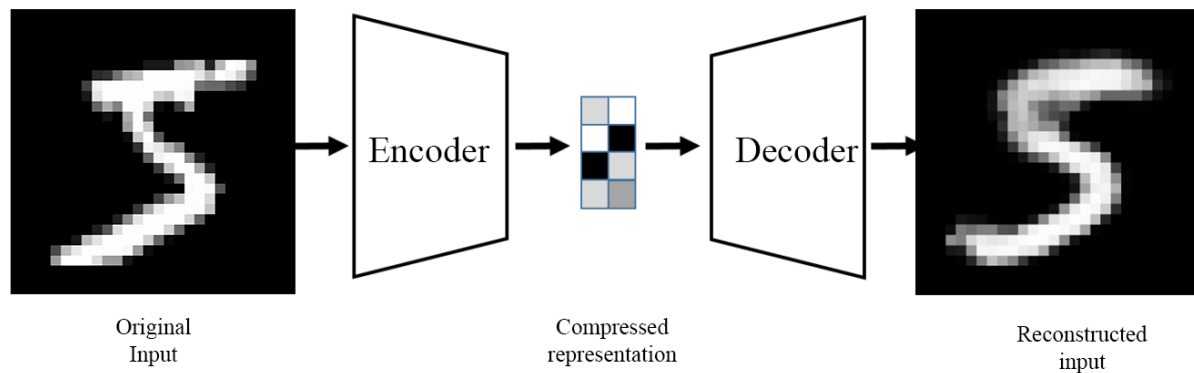 Encoder
Decoder
Original
Input
Compressed
representation
Reconstructed
input